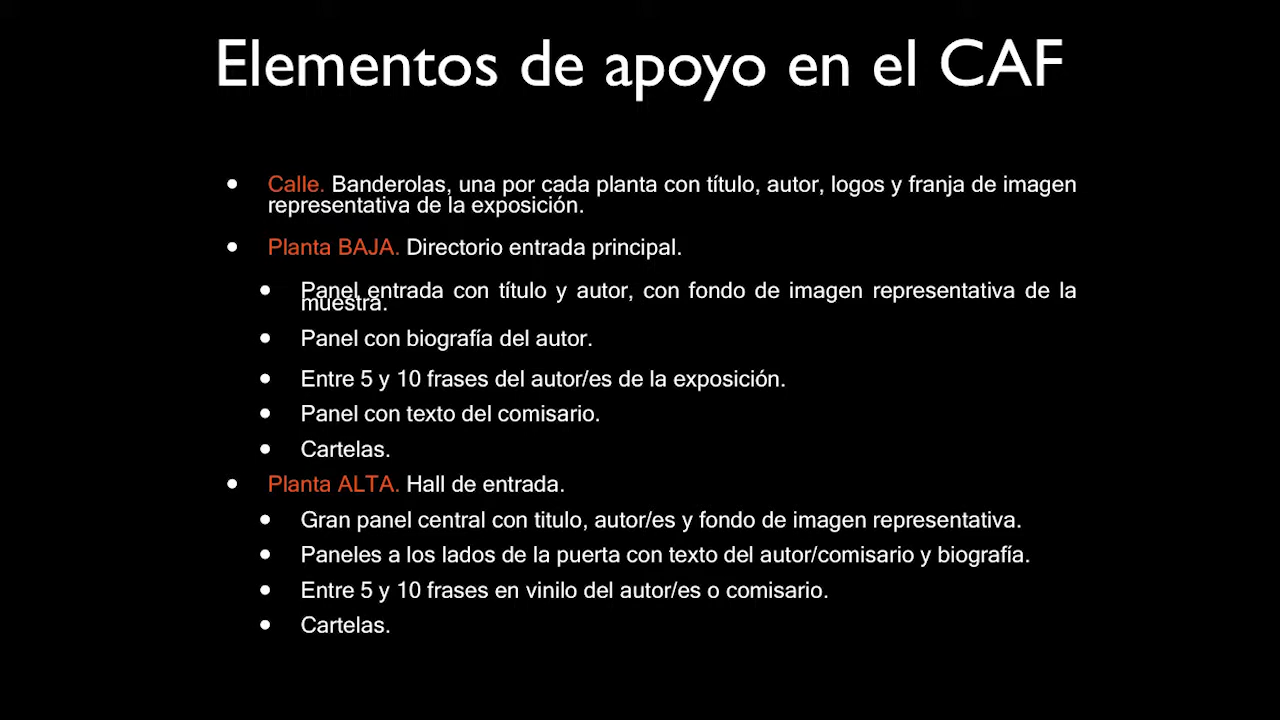 Elementos de apoyo en el CAF
• Calle. Banderolas, una por cada planta con título, autor, logos y franja de imagen
representativa de la exposición.
• Planta BAJA. Directorio entrada principal.
• Panel entrada con título y autor, con fondo de imagen representativa de la
muestra.
• Panel con biografía del autor.
• Entre 5 y 10 frases del autor/es de la exposición.
• Panel con texto del comisario.
• Cartelas.
• Planta ALTA. Hall de entrada.
• Gran panel central con titulo, autor/es y fondo de imagen representativa.
• Paneles a los lados de la puerta con texto del autor/comisario y biografía.
• Entre 5 y 10 frases en vinilo del autor/es o comisario.
• Cartelas.